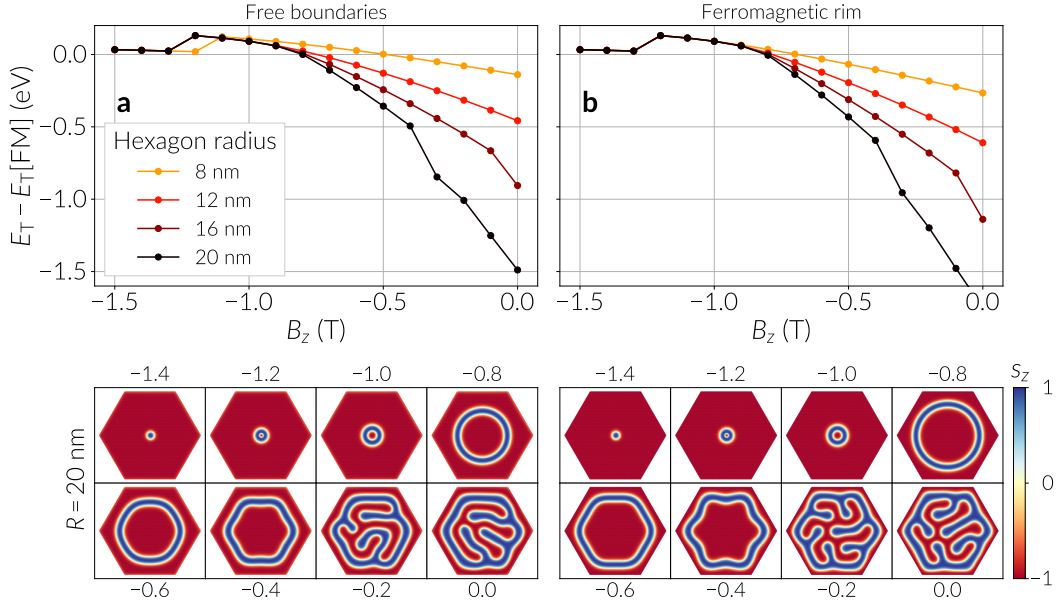 Free boundaries
Ferromagnetic rim
E_T − E_T[FM] (eV)
0.0
−0.5
−1.0
−1.5
a
b
Hexagon radius
8 nm
12 nm
16 nm
20 nm
−1.5 −1.0 −0.5 0.0
−1.5 −1.0 −0.5 0.0
B_z (T)
B_z (T)
−1.4 −1.2 −1.0 −0.8
−1.4 −1.2 −1.0 −0.8
S_z
R = 20 nm
1
0
−1
−0.6 −0.4 −0.2 0.0
−0.6 −0.4 −0.2 0.0